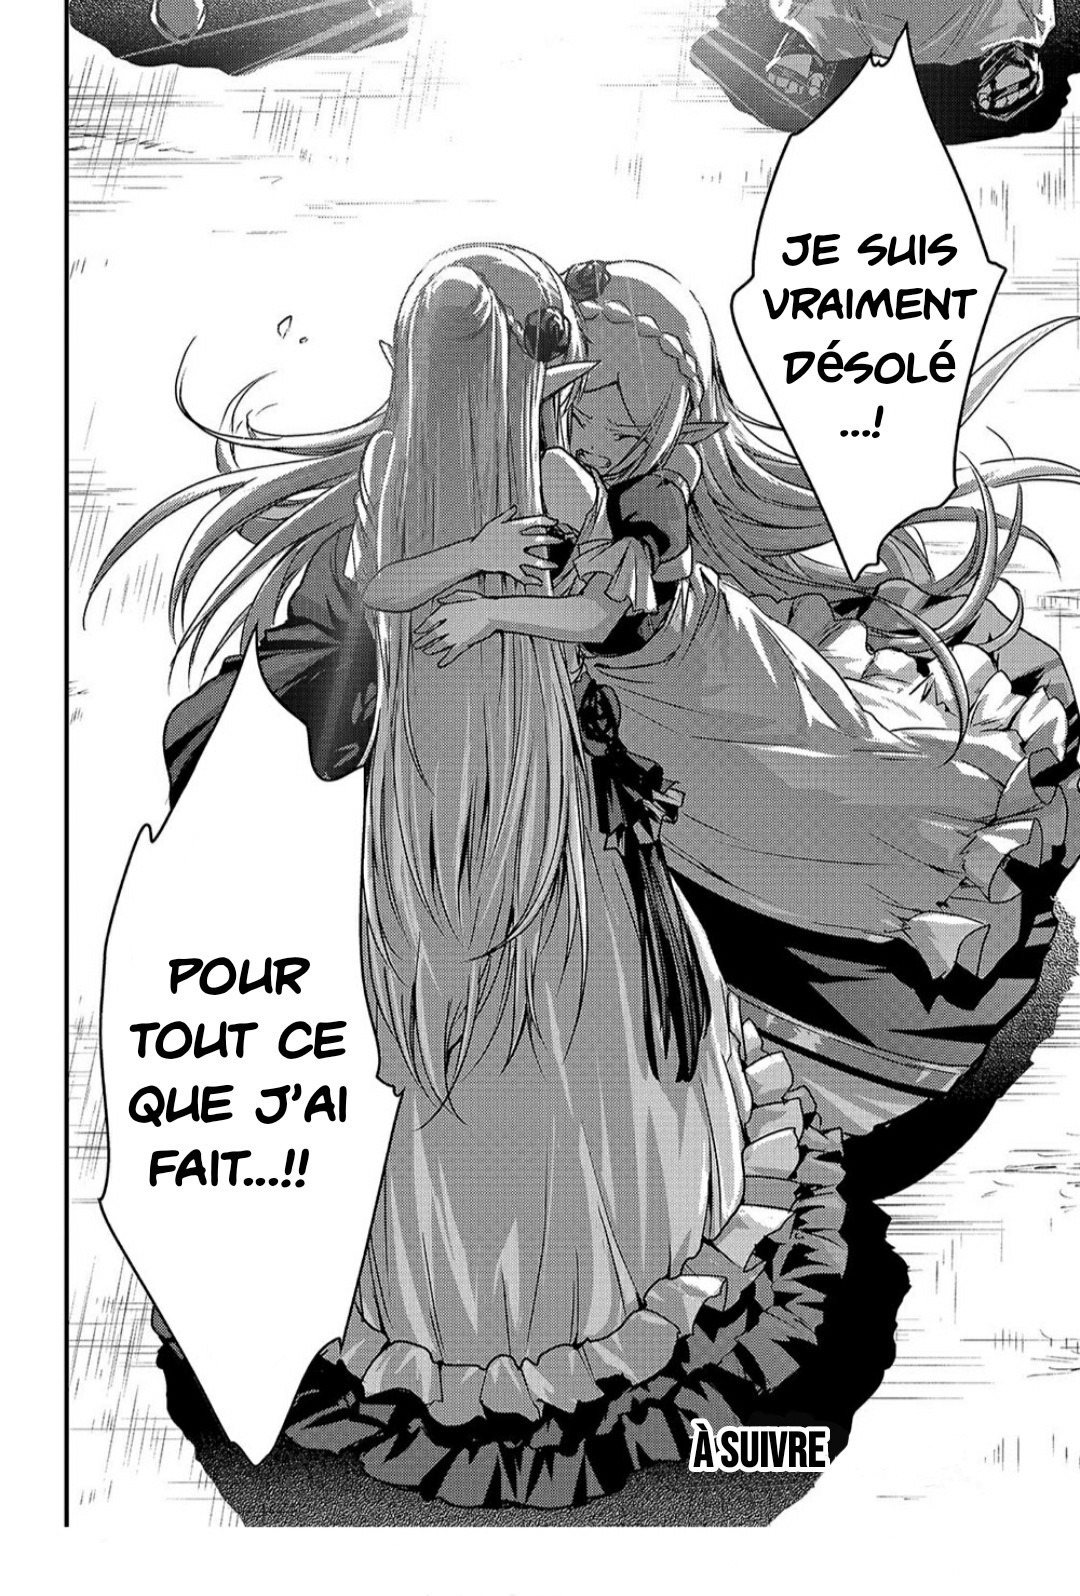 JE SUIS
VRAIMENT
DÉSOLÉ
...!
POUR
TOUT CE
QUE J'AI
FAIT...!!
À SUIVRE